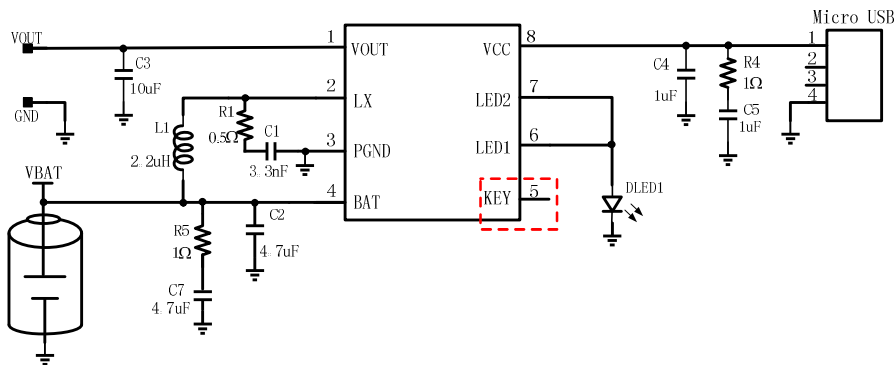 Micro USB
VOUT
1
VOUT
VCC
8
1
C3
10uF
C4
1uF
R4
1Ω
2
3
4
2
LX
LED2
7
C5
1uF
GND
R1
0.5Ω
L1
2.2uH
C1
3.3nF
3
PGND
LED1
6
VBAT
4
BAT
KEY
5
DLED1
R5
1Ω
C2
4.7uF
C7
4.7uF